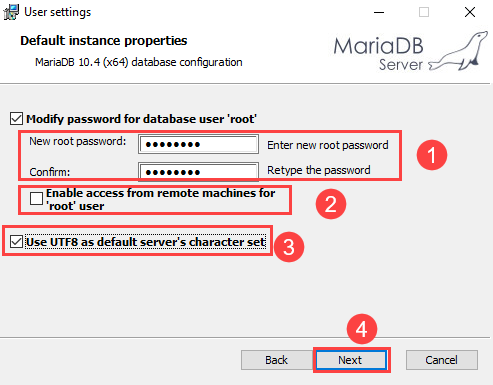 User settings
Default instance properties
MariaDB 10.4 (x64) database configuration
MariaDB
Server
Modify password for database user 'root'
New root password: ●●●●●●●● Enter new root password
Confirm: ●●●●●●●● Retype the password
1
Enable access from remote machines for
'root' user
2
Use UTF8 as default server's character set
3
4
Back Next Cancel